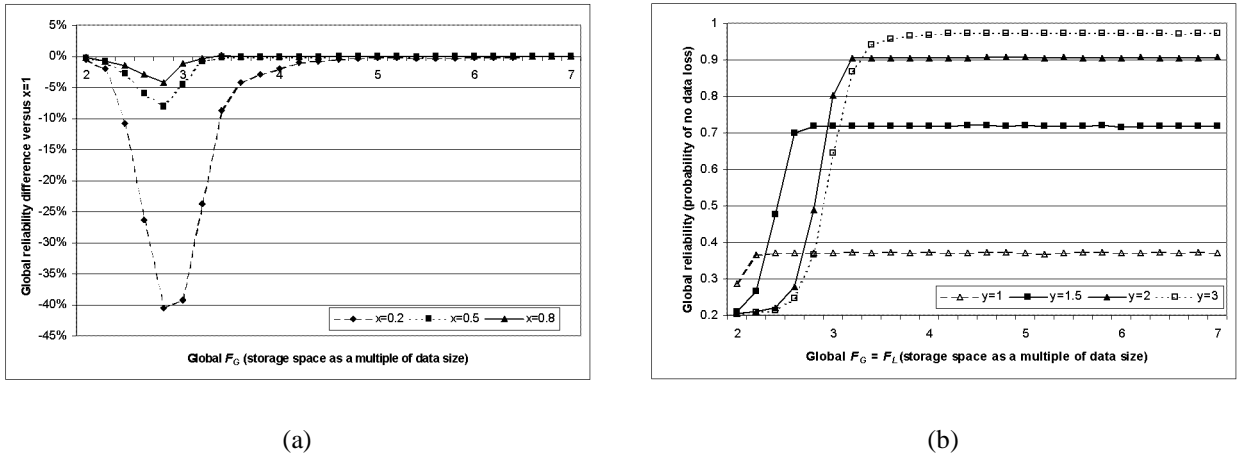 5%
0%
-5%
-10%
-15%
-20%
-25%
-30%
-35%
-40%
-45%
2
3
4
5
6
7
Global reliability difference versus x=1
x=0.2
x=0.5
x=0.8
Global F_G (storage space as a multiple of data size)
(a)
1
0.9
0.8
0.7
0.6
0.5
0.4
0.3
0.2
2
3
4
5
6
7
Global reliability (probability of no data loss)
y=1
y=1.5
y=2
y=3
Global F_G = F_L (storage space as a multiple of data size)
(b)